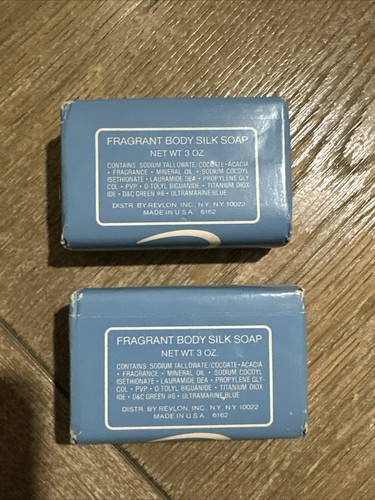 FRAGRANT BODY SILK SOAP
NET WT 3 OZ.
CONTAINS: SODIUM TALLOWATE/COCOATE • ACACIA
• FRAGRANCE • MINERAL OIL • SODIUM COCOYL
ISETHIONATE • LAURAMIDE DEA • PROPYLENE GLY-
COL • PVP • O-TOLYL BIGUANIDE • TITANIUM DIOX
IDE • D&C GREEN #8 • ULTRAMARINE BLUE
DISTR. BY REVLON, INC. N.Y., N.Y. 10022
MADE IN U.S.A. 6162
FRAGRANT BODY SILK SOAP
NET WT 3 OZ.
CONTAINS: SODIUM TALLOWATE/COCOATE • ACACIA
• FRAGRANCE • MINERAL OIL • SODIUM COCOYL
ISETHIONATE • LAURAMIDE DEA • PROPYLENE GLY-
COL • PVP • O-TOLYL BIGUANIDE • TITANIUM DIOX
IDE • D&C GREEN #8 • ULTRAMARINE BLUE
DISTR. BY REVLON, INC. N.Y., N.Y. 10022
MADE IN U.S.A. 6162